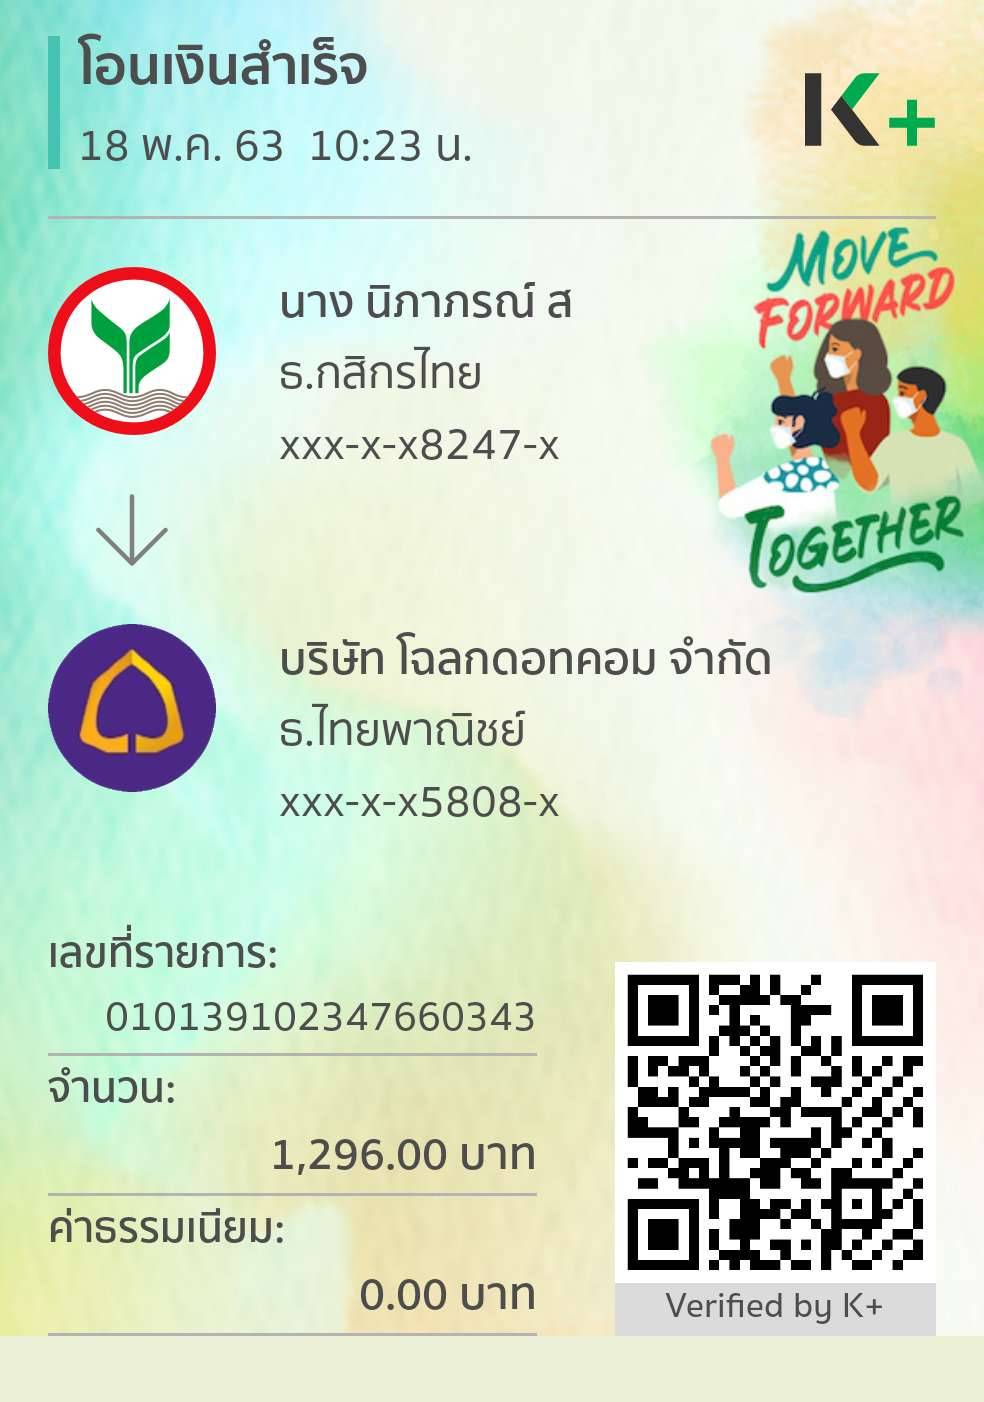 โอนเงินสำเร็จ
18 พ.ค. 63  10:23 น.
K+
MOVE
FORWARD
TOGETHER
นาง นิภาภรณ์ ส
ธ.กสิกรไทย
xxx-x-x8247-x
บริษัท โฉลกดอทคอม จำกัด
ธ.ไทยพาณิชย์
xxx-x-x5808-x
เลขที่รายการ:
010139102347660343
จำนวน:
1,296.00 บาท
ค่าธรรมเนียม:
0.00 บาท
Verified by K+